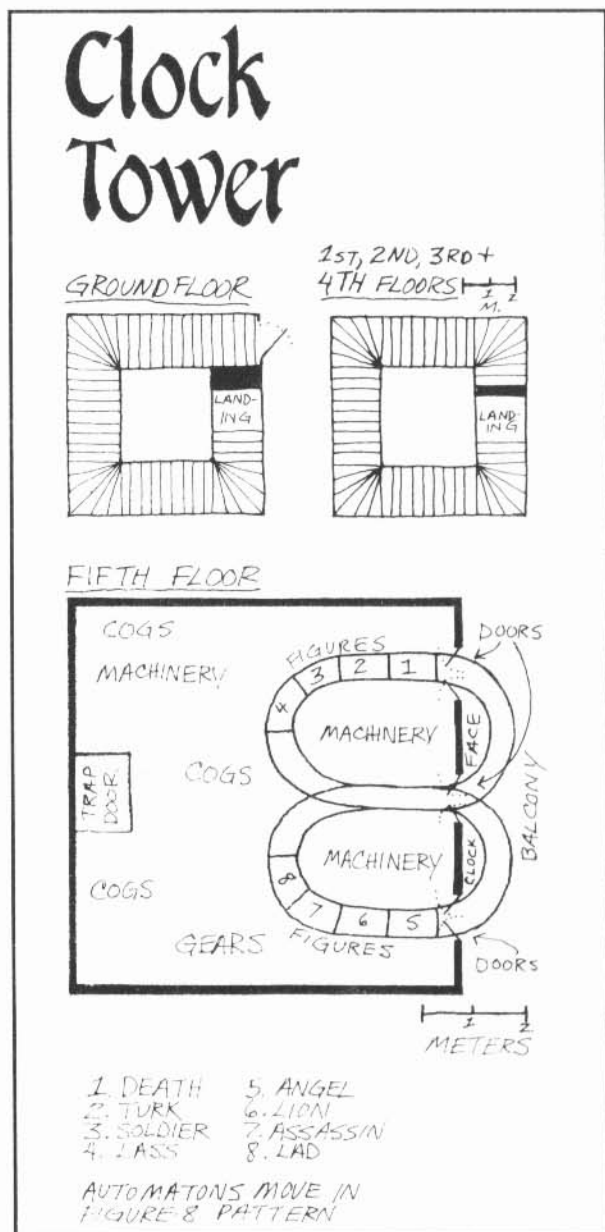 Clock
Tower
GROUND FLOOR
1ST, 2ND, 3RD +
4TH FLOORS
1 2
M.
LAND-
ING
LAND-
ING
FIFTH FLOOR
COGS
MACHINERY
FIGURES
DOORS
4 3 2 1
MACHINERY
FACE
TRAP
DOOR
COGS
BALCONY
MACHINERY
CLOCK
COGS
8 7 6 5
GEARS
FIGURES
DOORS
1 2
METERS
1. DEATH 5. ANGEL
2. TURK 6. LION
3. SOLDIER 7. ASSASSIN
4. LASS 8. LAD
AUTOMATONS MOVE IN
FIGURE-8 PATTERN